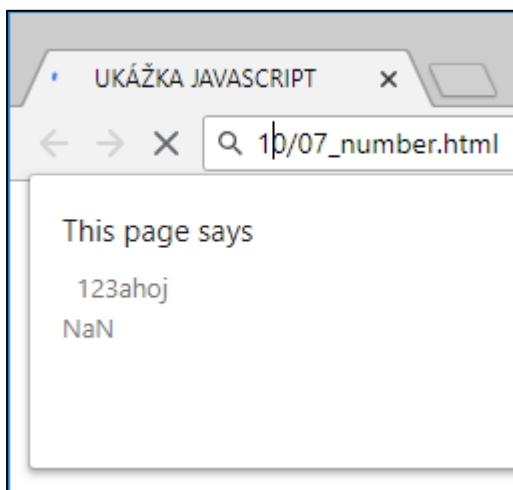 UKÁŽKA JAVASCRIPT
10/07_number.html
This page says
123ahoj
NaN